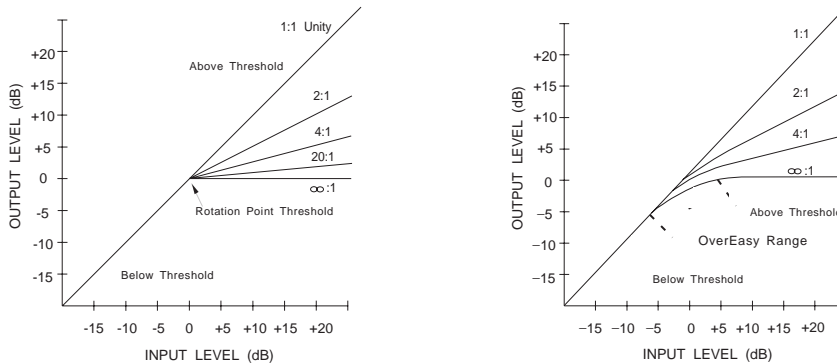 1:1 Unity
+20
Above Threshold
+15
2:1
+10
4:1
+5
20:1
0
∞:1
Rotation Point Threshold
-5
-10
Below Threshold
-15
OUTPUT LEVEL (dB)
-15 -10 -5 0 +5 +10 +15 +20
INPUT LEVEL (dB)
1:1
+20
+15
2:1
+10
4:1
+5
∞:1
0
Above Threshold
−5
OverEasy Range
−10
Below Threshold
−15
OUTPUT LEVEL (dB)
−15 −10 −5 0 +5 +10 +15 +20
INPUT LEVEL (dB)